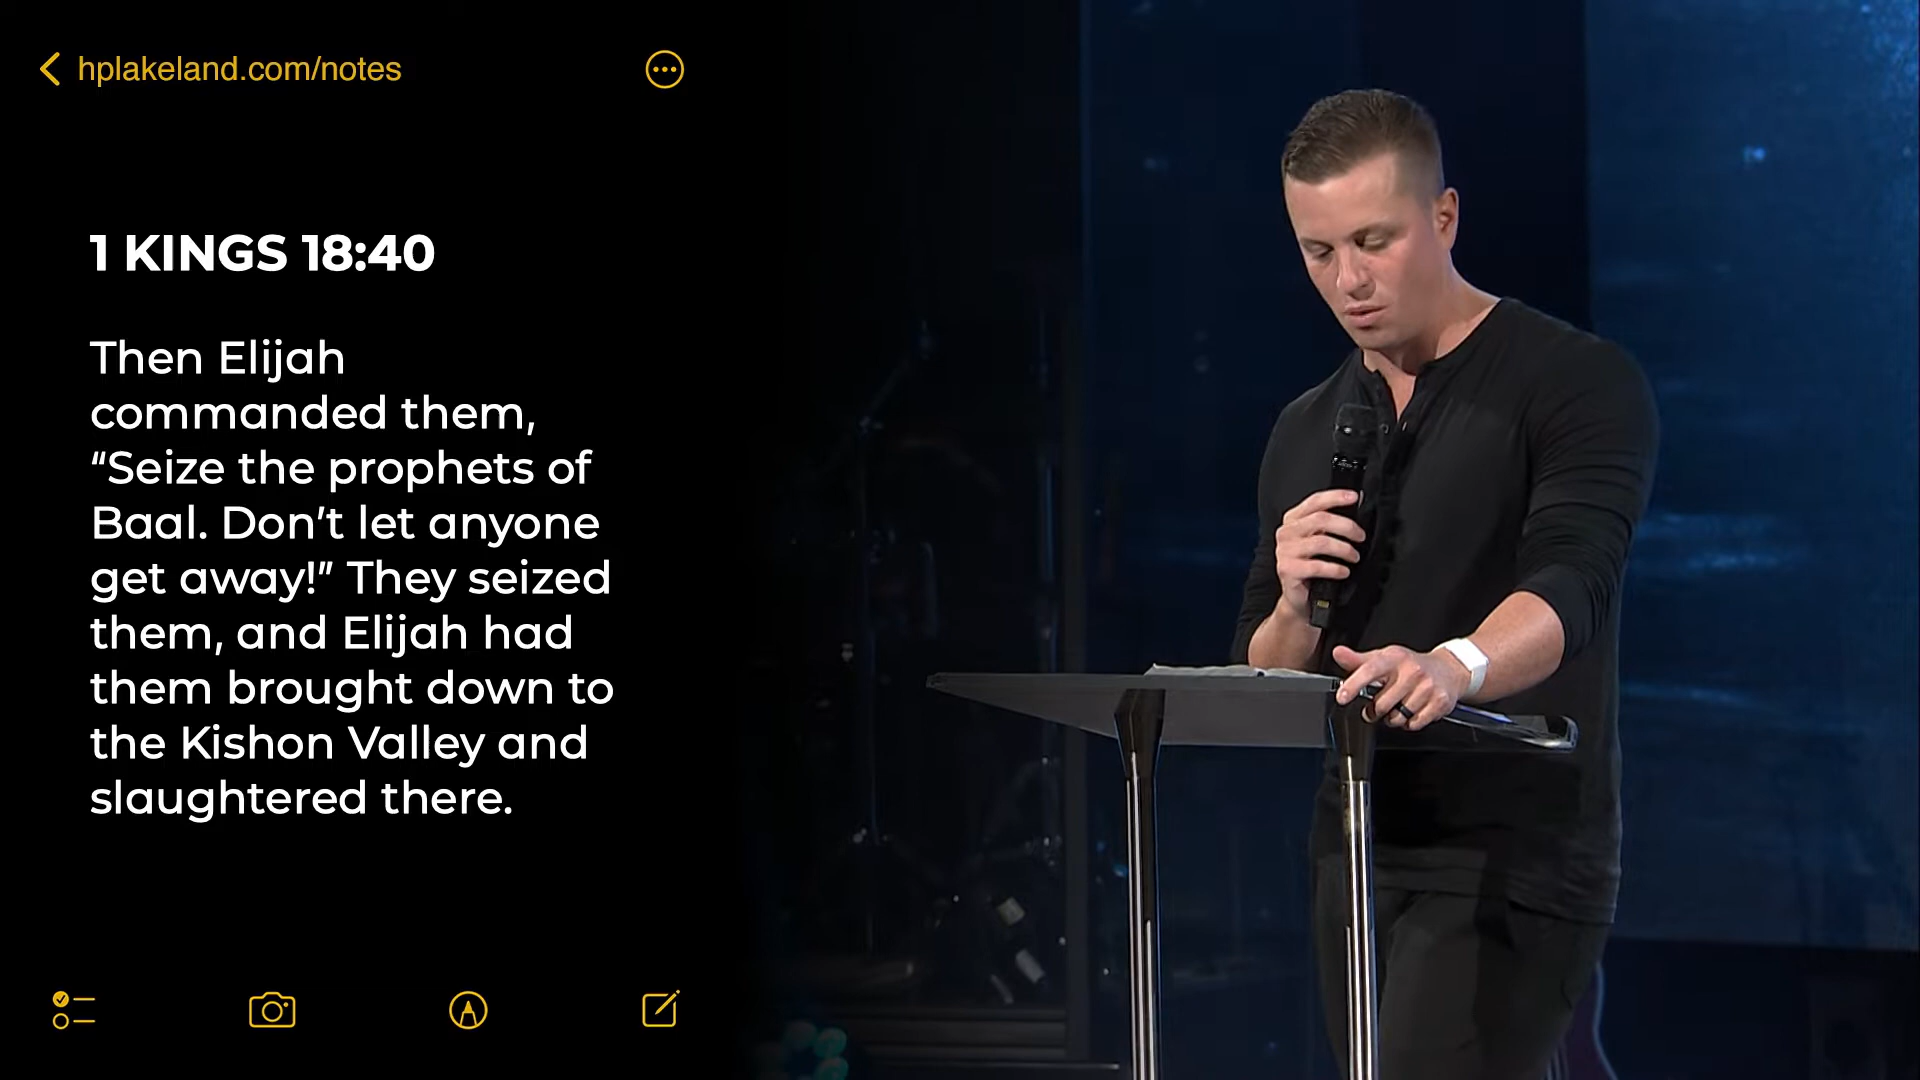 hplakeland.com/notes
1 KINGS 18:40
Then Elijah
commanded them,
“Seize the prophets of
Baal. Don’t let anyone
get away!” They seized
them, and Elijah had
them brought down to
the Kishon Valley and
slaughtered there.